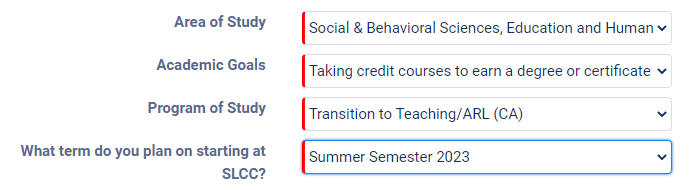 Area of Study
Social & Behavioral Sciences, Education and Human
Academic Goals
Taking credit courses to earn a degree or certificate
Program of Study
Transition to Teaching/ARL (CA)
What term do you plan on starting at
SLCC?
Summer Semester 2023